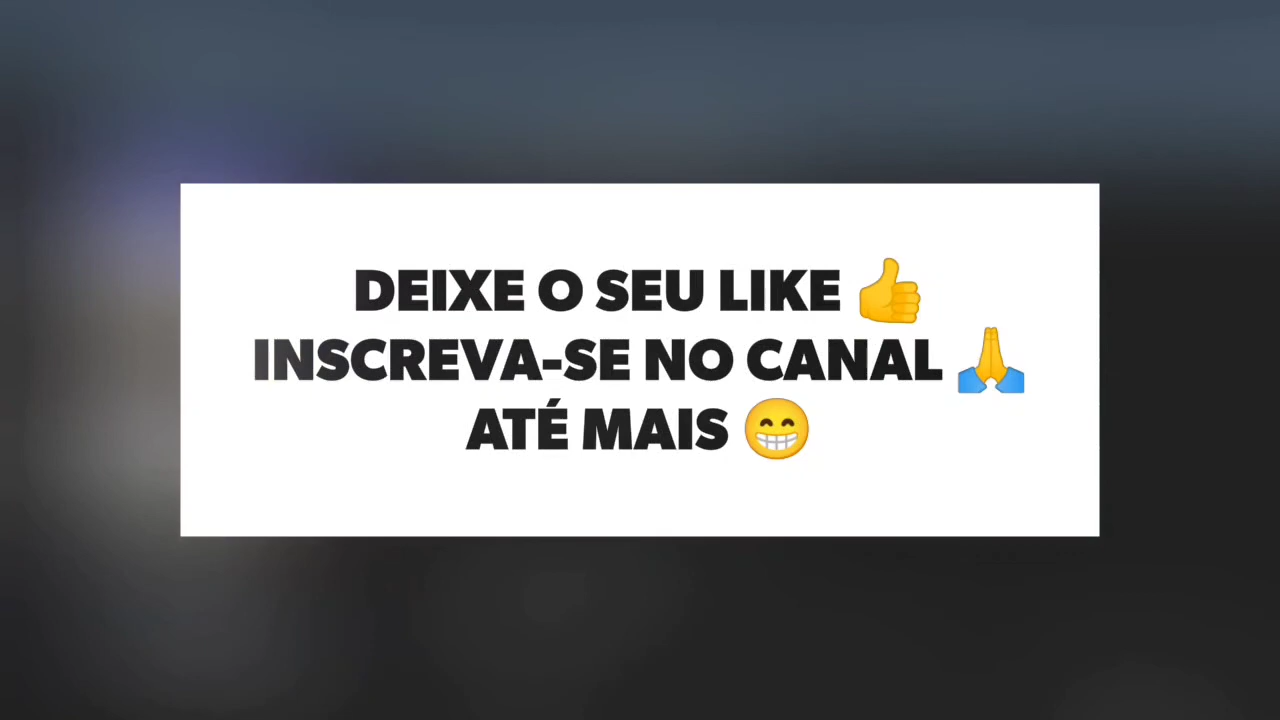 DEIXE O SEU LIKE 👍
INSCREVA-SE NO CANAL 🙏
ATÉ MAIS 😁